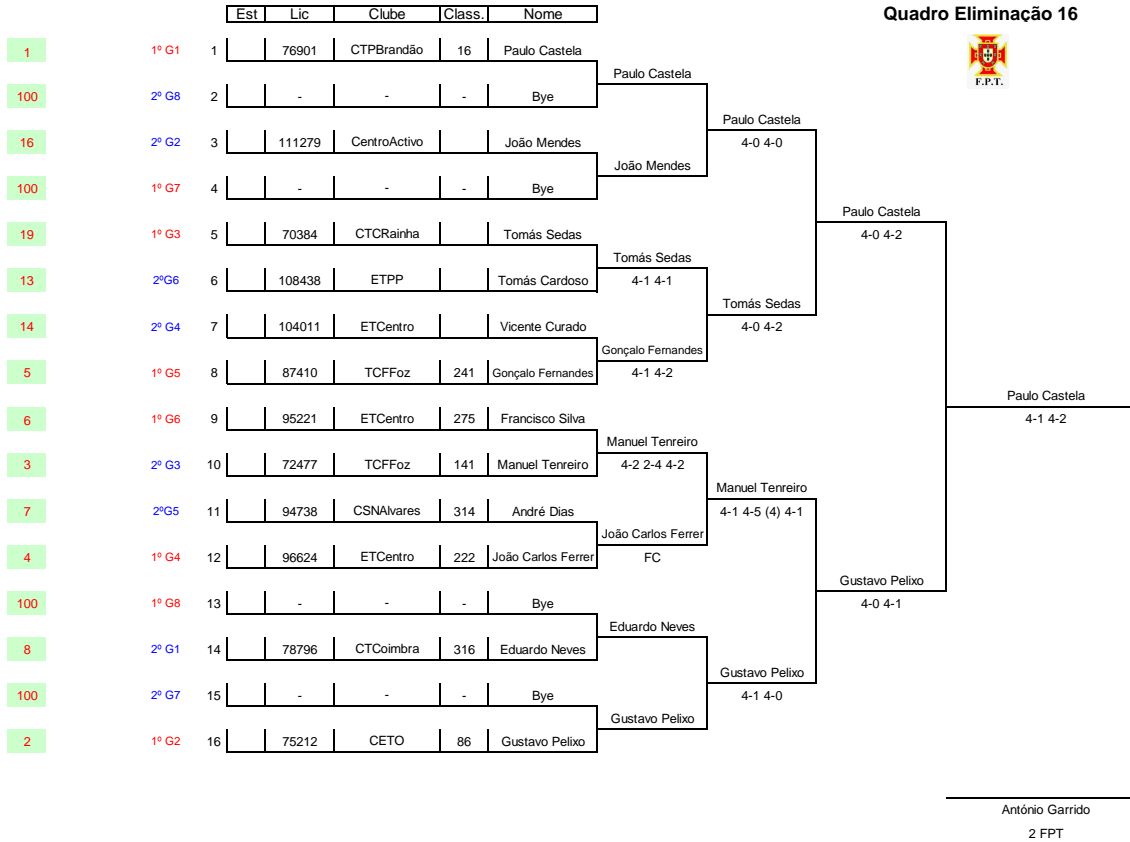 Est Lic Clube Class. Nome
Quadro Eliminação 16
F.P.T.
1 1º G1 1 76901 CTPBrandão 16 Paulo Castela
Paulo Castela
100 2º G8 2 - - - Bye
Paulo Castela
16 2º G2 3 111279 CentroActivo João Mendes
4-0 4-0
João Mendes
100 1º G7 4 - - - Bye
Paulo Castela
19 1º G3 5 70384 CTCRainha Tomás Sedas
4-0 4-2
Tomás Sedas
13 2ºG6 6 108438 ETPP Tomás Cardoso
4-1 4-1
Tomás Sedas
14 2º G4 7 104011 ETCentro Vicente Curado
4-0 4-2
Gonçalo Fernandes
5 1º G5 8 87410 TCFFoz 241 Gonçalo Fernandes
4-1 4-2
Paulo Castela
6 1º G6 9 95221 ETCentro 275 Francisco Silva
4-1 4-2
Manuel Tenreiro
3 2º G3 10 72477 TCFFoz 141 Manuel Tenreiro
4-2 2-4 4-2
Manuel Tenreiro
7 2ºG5 11 94738 CSNAlvares 314 André Dias
4-1 4-5 (4) 4-1
João Carlos Ferrer
4 1º G4 12 96624 ETCentro 222 João Carlos Ferrer
FC
Gustavo Pelixo
100 1º G8 13 - - - Bye
4-0 4-1
Eduardo Neves
8 2º G1 14 78796 CTCoimbra 316 Eduardo Neves
Gustavo Pelixo
100 2º G7 15 - - - Bye
4-1 4-0
Gustavo Pelixo
2 1º G2 16 75212 CETO 86 Gustavo Pelixo
António Garrido
2 FPT